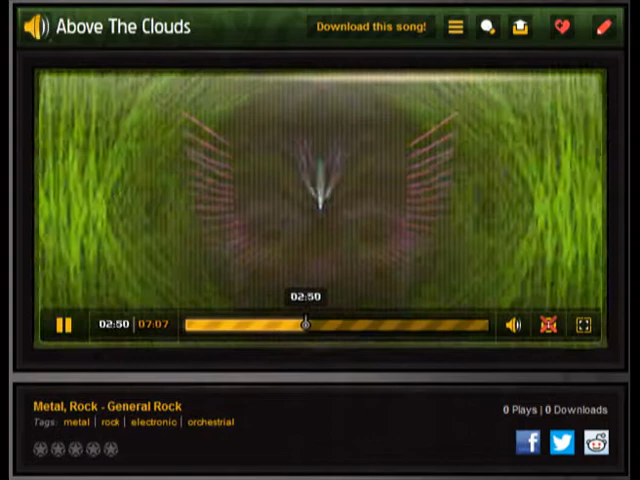 Above The Clouds
Download this song!
02:50
02:50 | 07:07
Metal, Rock - General Rock
Tags: metal | rock | electronic | orchestrial
0 Plays | 0 Downloads